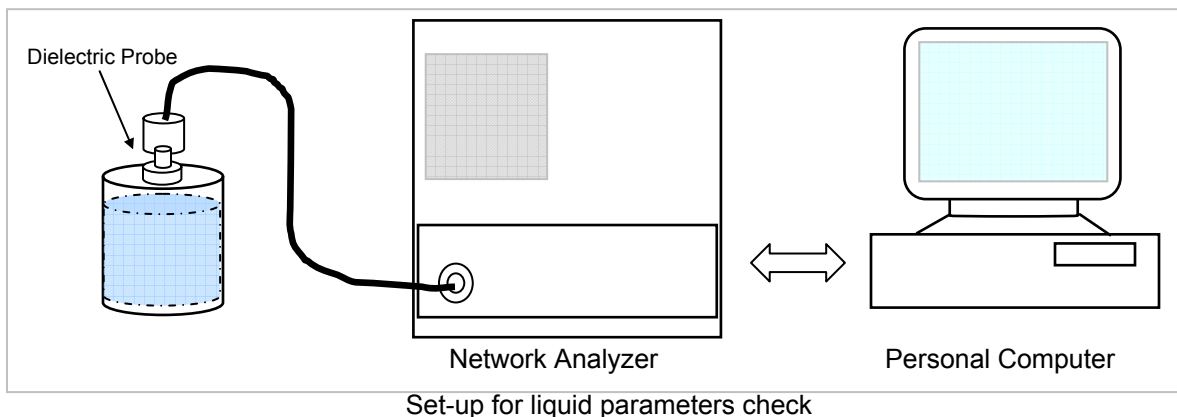 Dielectric Probe
Network Analyzer
Personal Computer
Set-up for liquid parameters check